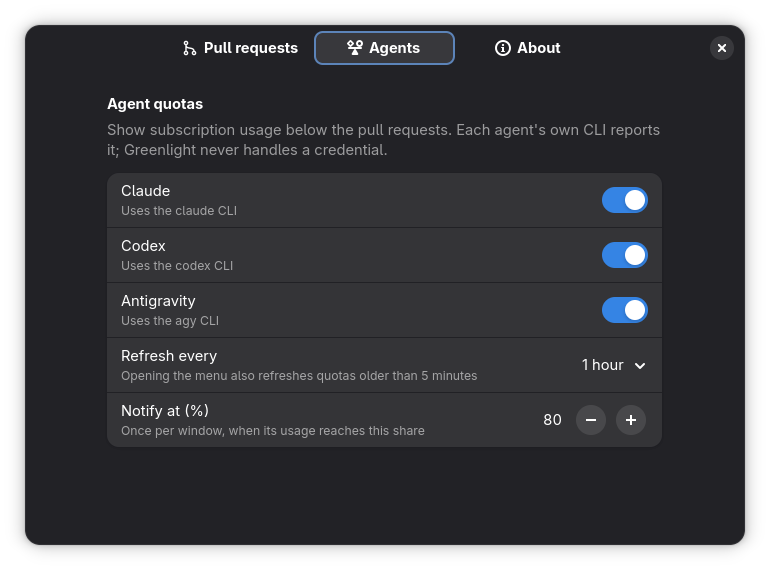 Pull requests
Agents
About
Agent quotas
Show subscription usage below the pull requests. Each agent's own CLI reports
it; Greenlight never handles a credential.
Claude
Uses the claude CLI
Codex
Uses the codex CLI
Antigravity
Uses the agy CLI
Refresh every
Opening the menu also refreshes quotas older than 5 minutes
1 hour
Notify at (%)
Once per window, when its usage reaches this share
80